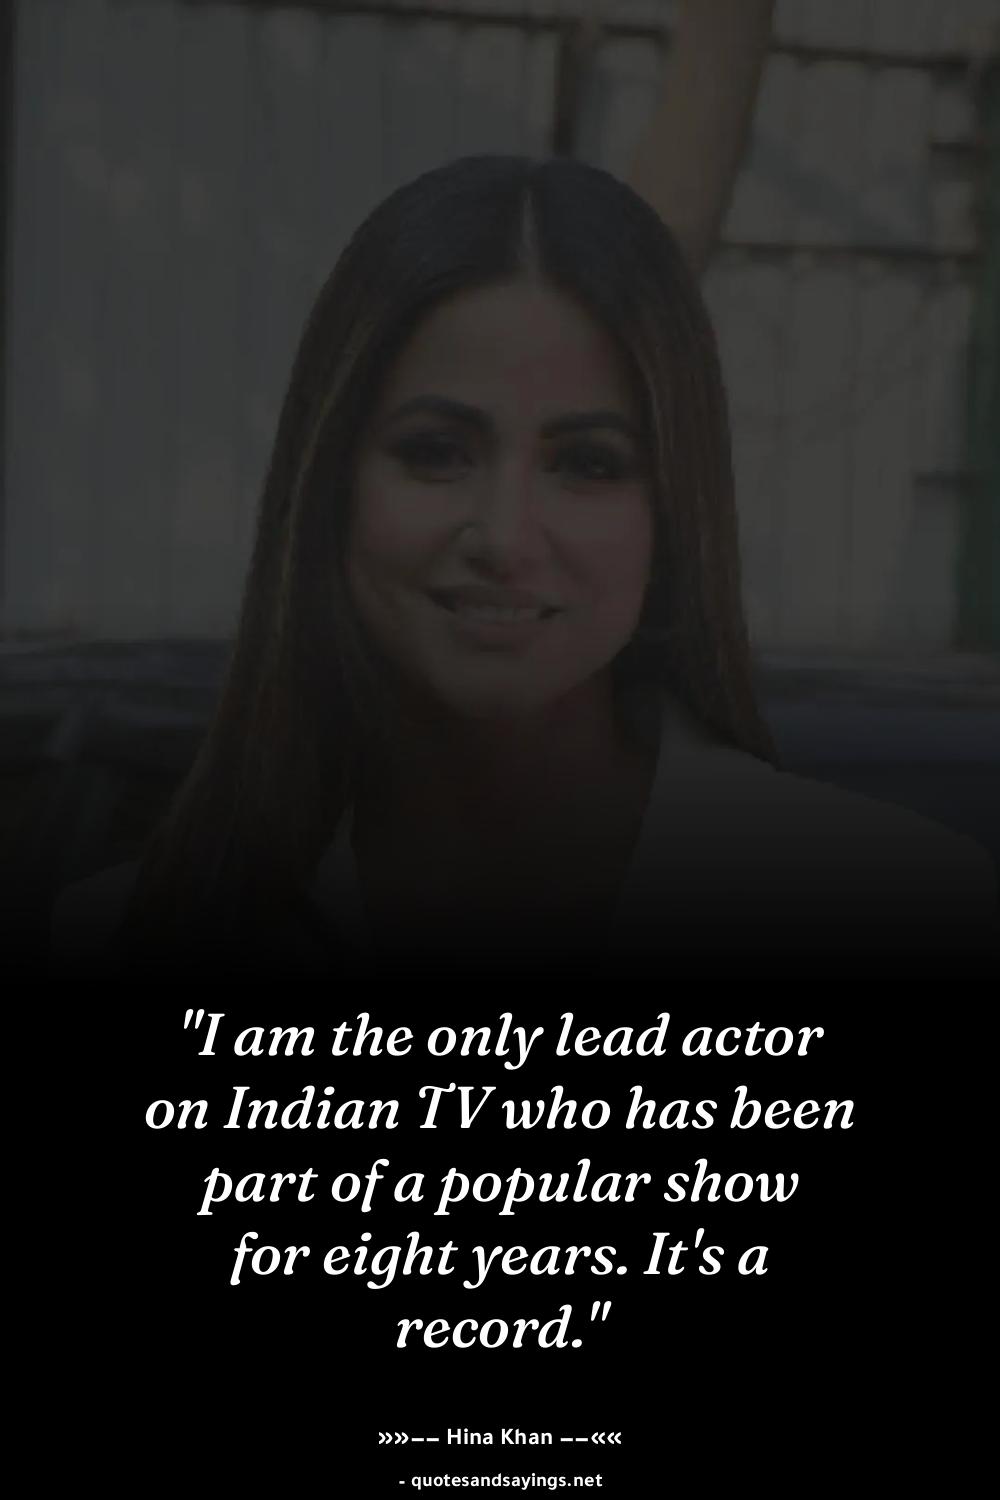 "I am the only lead actor
on Indian TV who has been
part of a popular show
for eight years. It's a
record."
»»–– Hina Khan ––««
- quotesandsayings.net